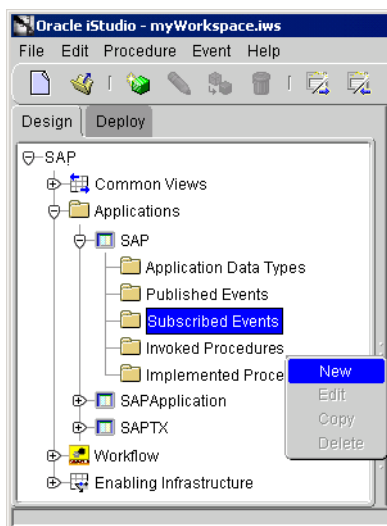 Oracle iStudio - myWorkspace.iws
File Edit Procedure Event Help
Design Deploy
SAP
Common Views
Applications
SAP
Application Data Types
Published Events
Subscribed Events
Invoked Procedures
Implemented Proce
New
SAPApplication
Edit
SAPTX
Copy
Workflow
Delete
Enabling Infrastructure